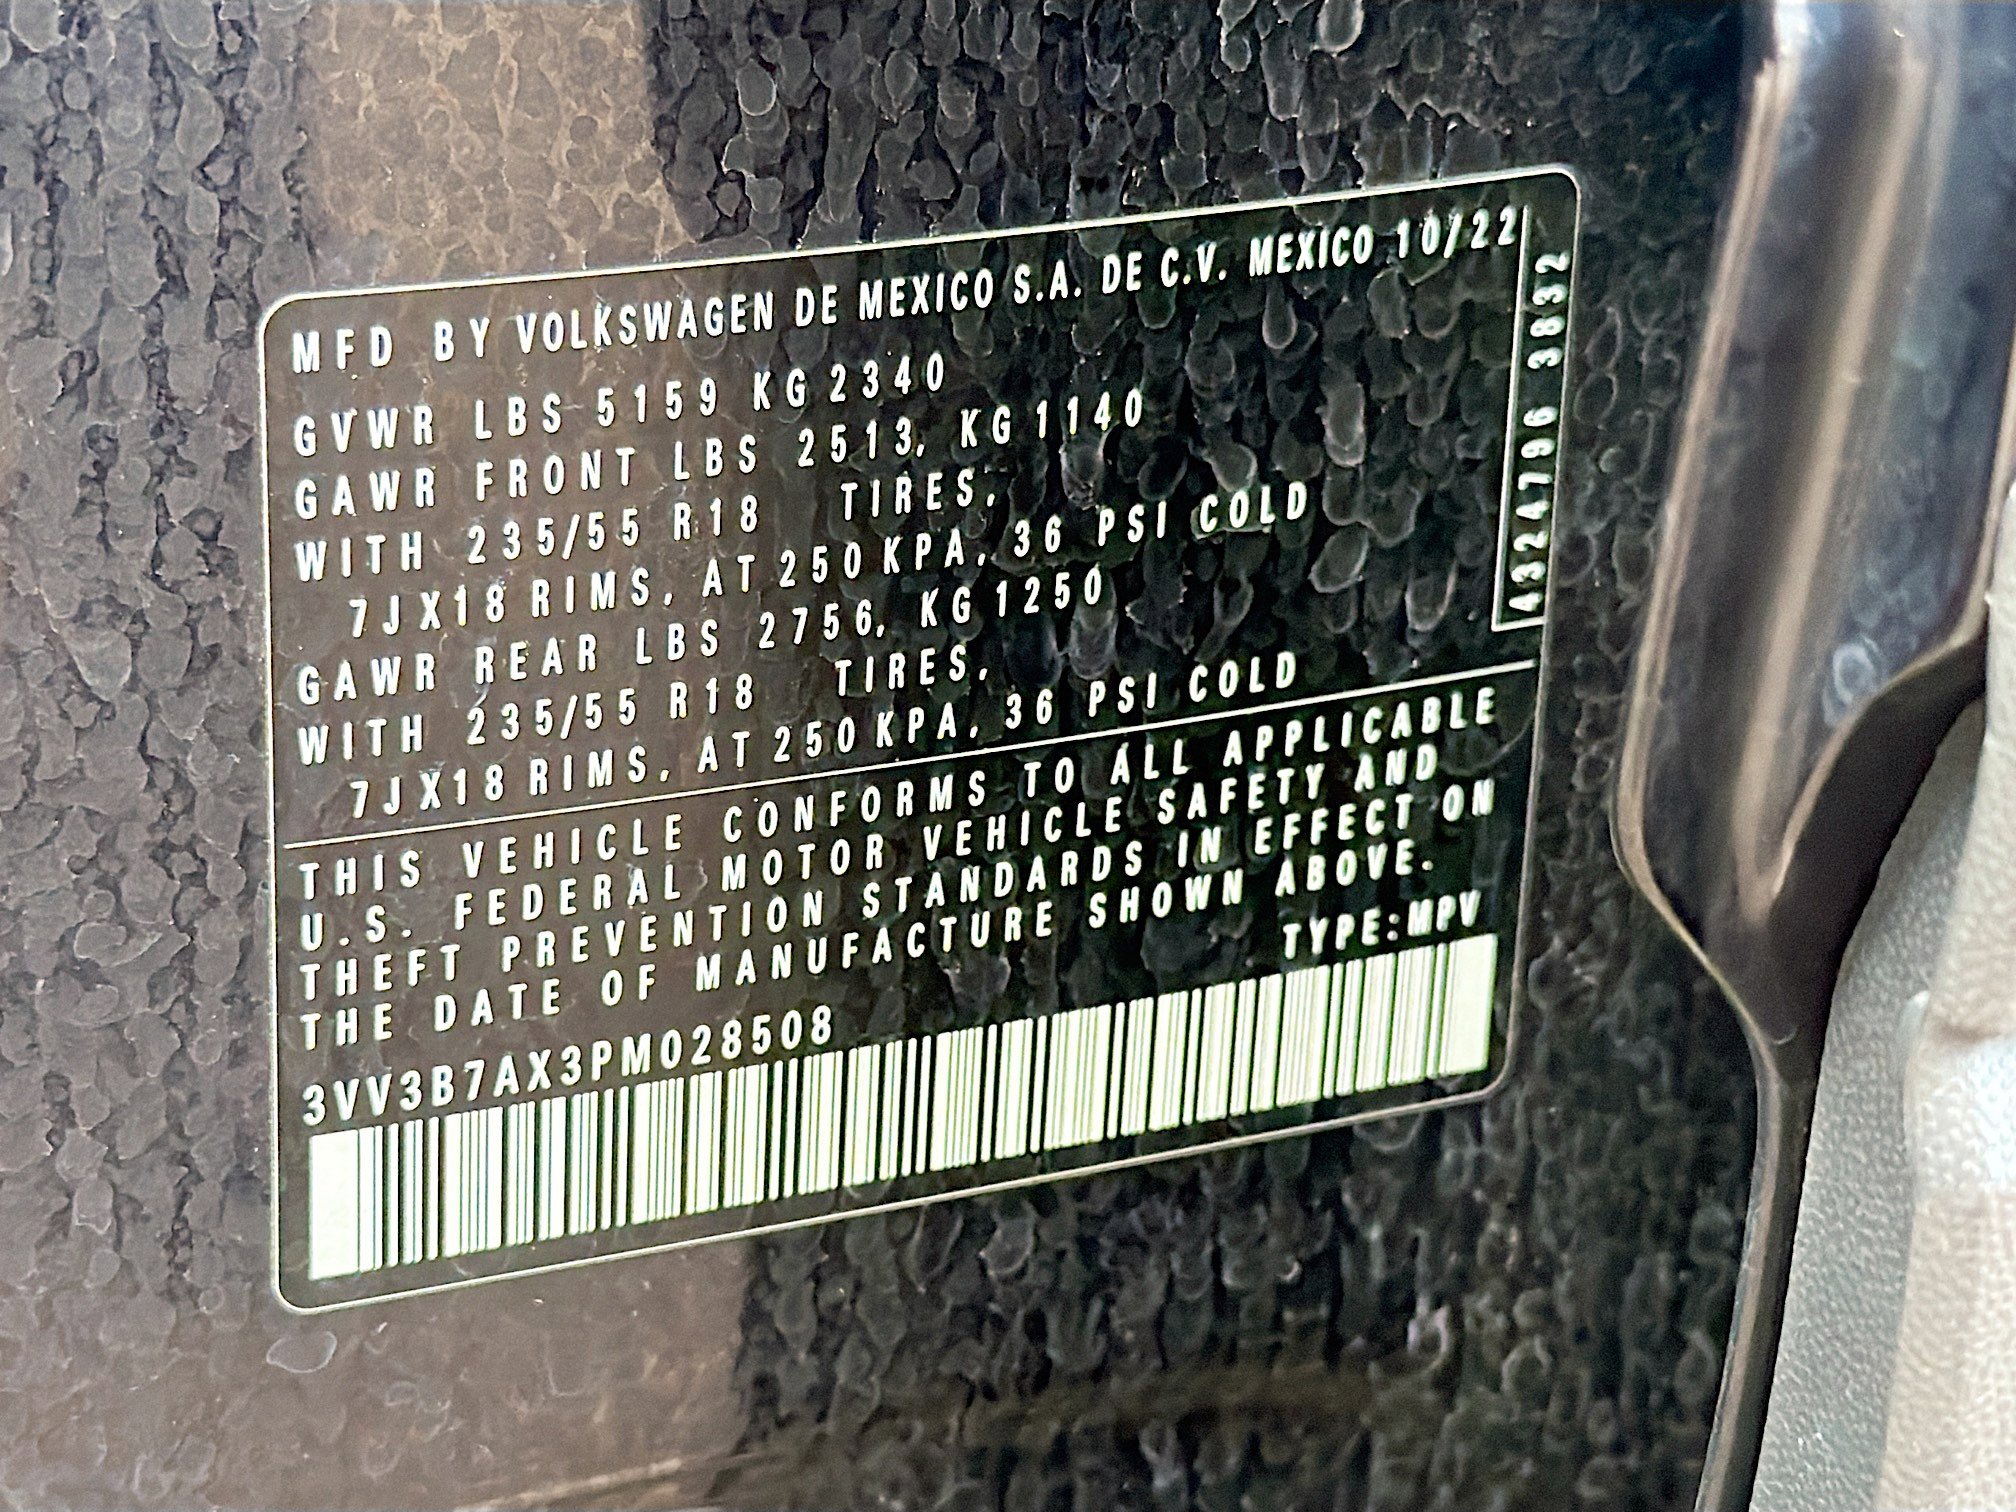 MFD BY VOLKSWAGEN DE MEXICO S.A. DE C.V. MEXICO 10/22
GVWR LBS 5159 KG 2340
GAWR FRONT LBS 2513, KG 1140
WITH 235/55 R18 TIRES,
7JX18 RIMS, AT 250 KPA, 36 PSI COLD
GAWR REAR LBS 2756, KG 1250
WITH 235/55 R18 TIRES,
7JX18 RIMS, AT 250 KPA, 36 PSI COLD
4324796 3832
THIS VEHICLE CONFORMS TO ALL APPLICABLE
U.S. FEDERAL MOTOR VEHICLE SAFETY AND
THEFT PREVENTION STANDARDS IN EFFECT ON
THE DATE OF MANUFACTURE SHOWN ABOVE.
TYPE:MPV
3VV3B7AX3PM028508